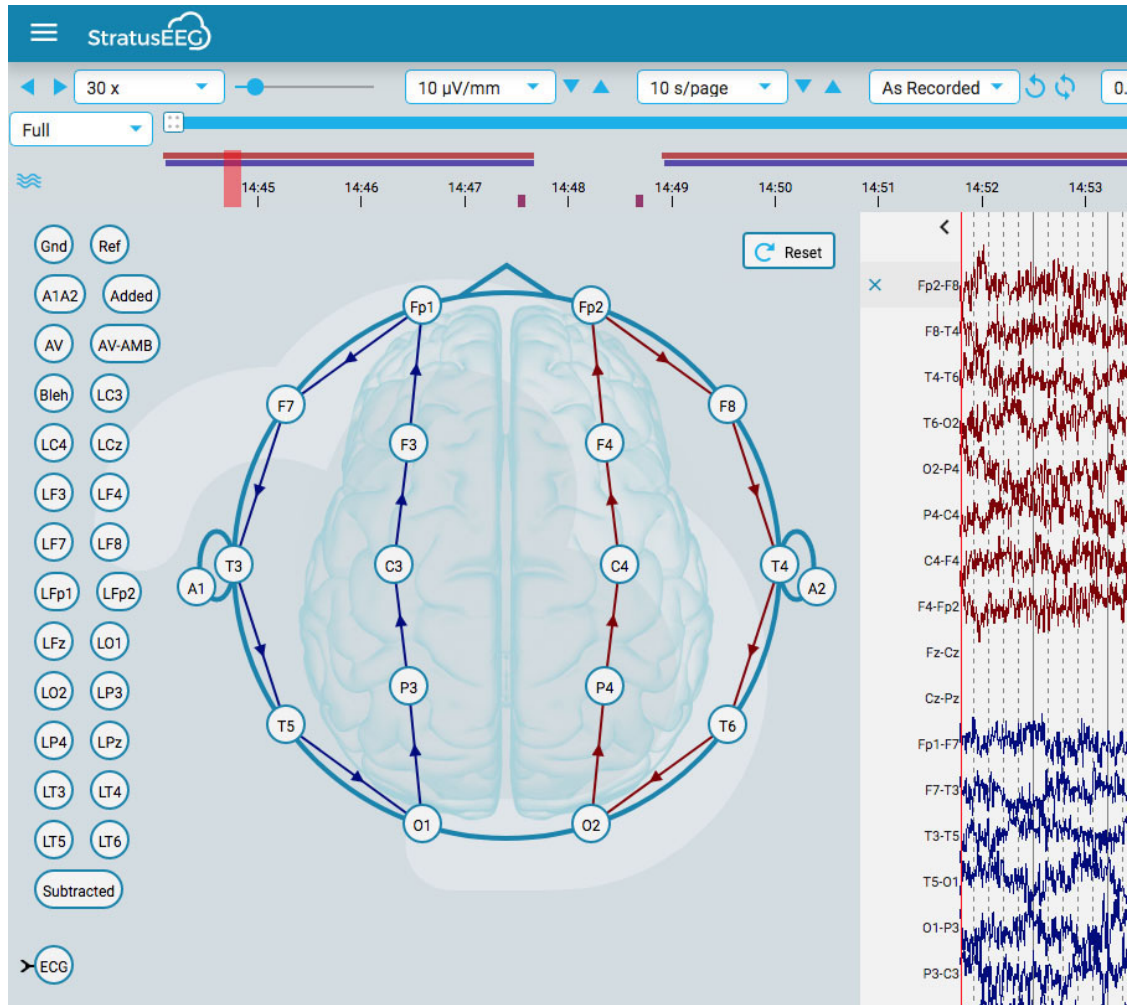 StratusEEG
30 x
10 µV/mm
10 s/page
As Recorded
0.
Full
14:45 14:46 14:47 14:48 14:49 14:50 14:51 14:52 14:53
Gnd Ref
Reset
A1A2 Added
AV AV-AMB
Bleh LC3
LC4 LCz
LF3 LF4
LF7 LF8
LFp1 LFp2
LFz LO1
LO2 LP3
LP4 LPz
LT3 LT4
LT5 LT6
Subtracted
ECG
Fp1 Fp2
F7 F8
F3 F4
A1 T3 C3 C4 T4 A2
P3 P4
T5 T6
O1 O2
Fp2-F8
F8-T4
T4-T6
T6-O2
O2-P4
P4-C4
C4-F4
F4-Fp2
Fz-Cz
Cz-Pz
Fp1-F7
F7-T3
T3-T5
T5-O1
O1-P3
P3-C3